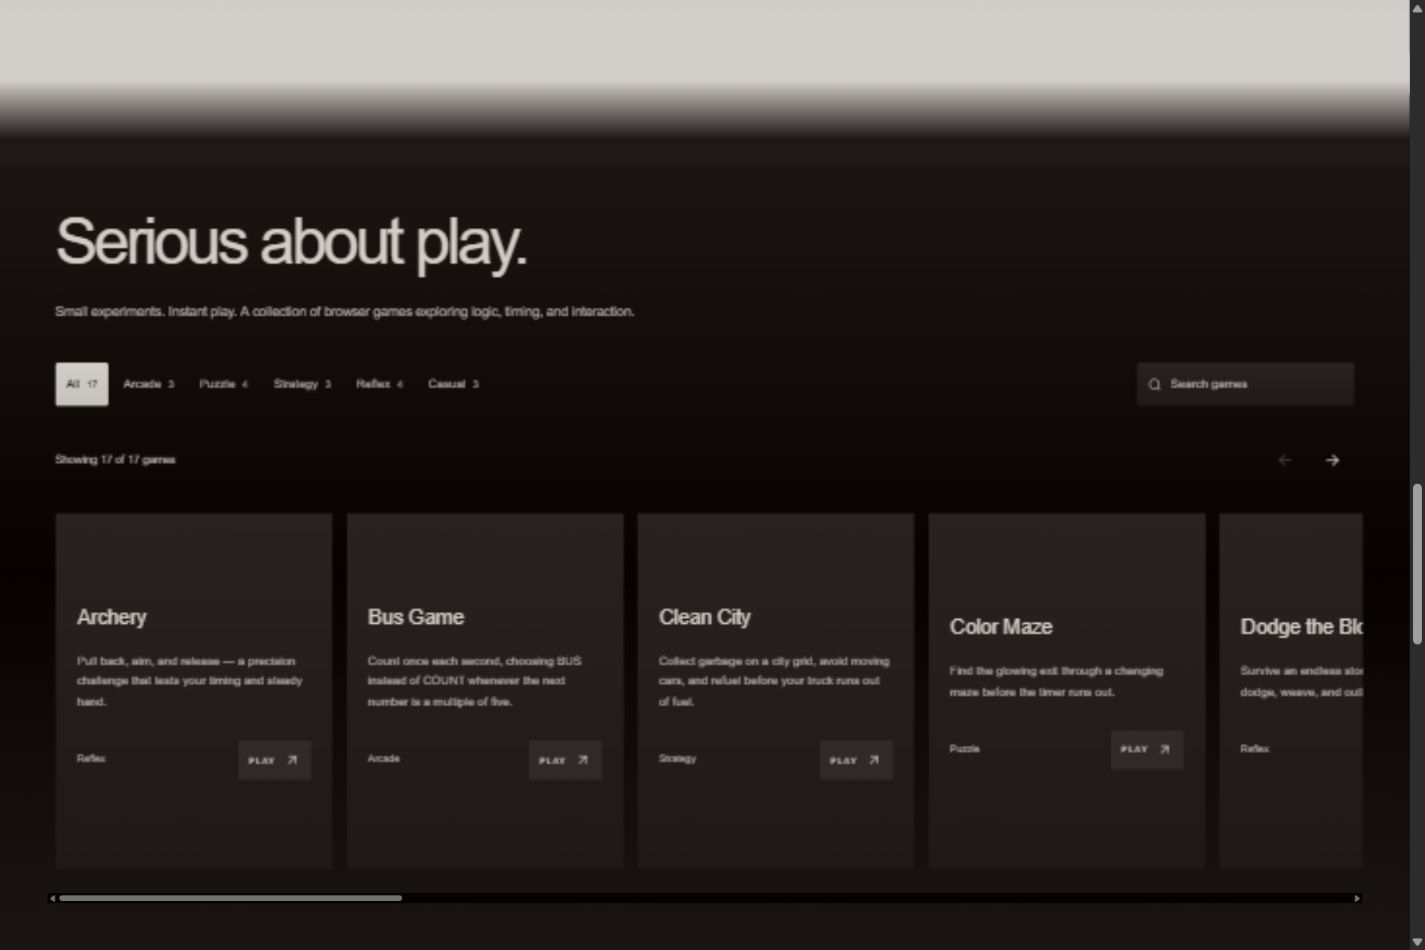 Serious about play.
Small experiments. Instant play. A collection of browser games exploring logic, timing, and interaction.
All 17 Arcade 3 Puzzle 4 Strategy 3 Reflex 4 Casual 3
Search games
Showing 17 of 17 games
Archery
Pull back, aim, and release — a precision
challenge that tests your timing and steady
hand.
Reflex
PLAY
Bus Game
Count once each second, choosing BUS
instead of COUNT whenever the next
number is a multiple of five.
Arcade
PLAY
Clean City
Collect garbage on a city grid, avoid moving
cars, and refuel before your truck runs out
of fuel.
Strategy
PLAY
Color Maze
Find the glowing exit through a changing
maze before the timer runs out.
Puzzle
PLAY
Dodge the Blo
Survive an endless sto
dodge, weave, and out
Reflex